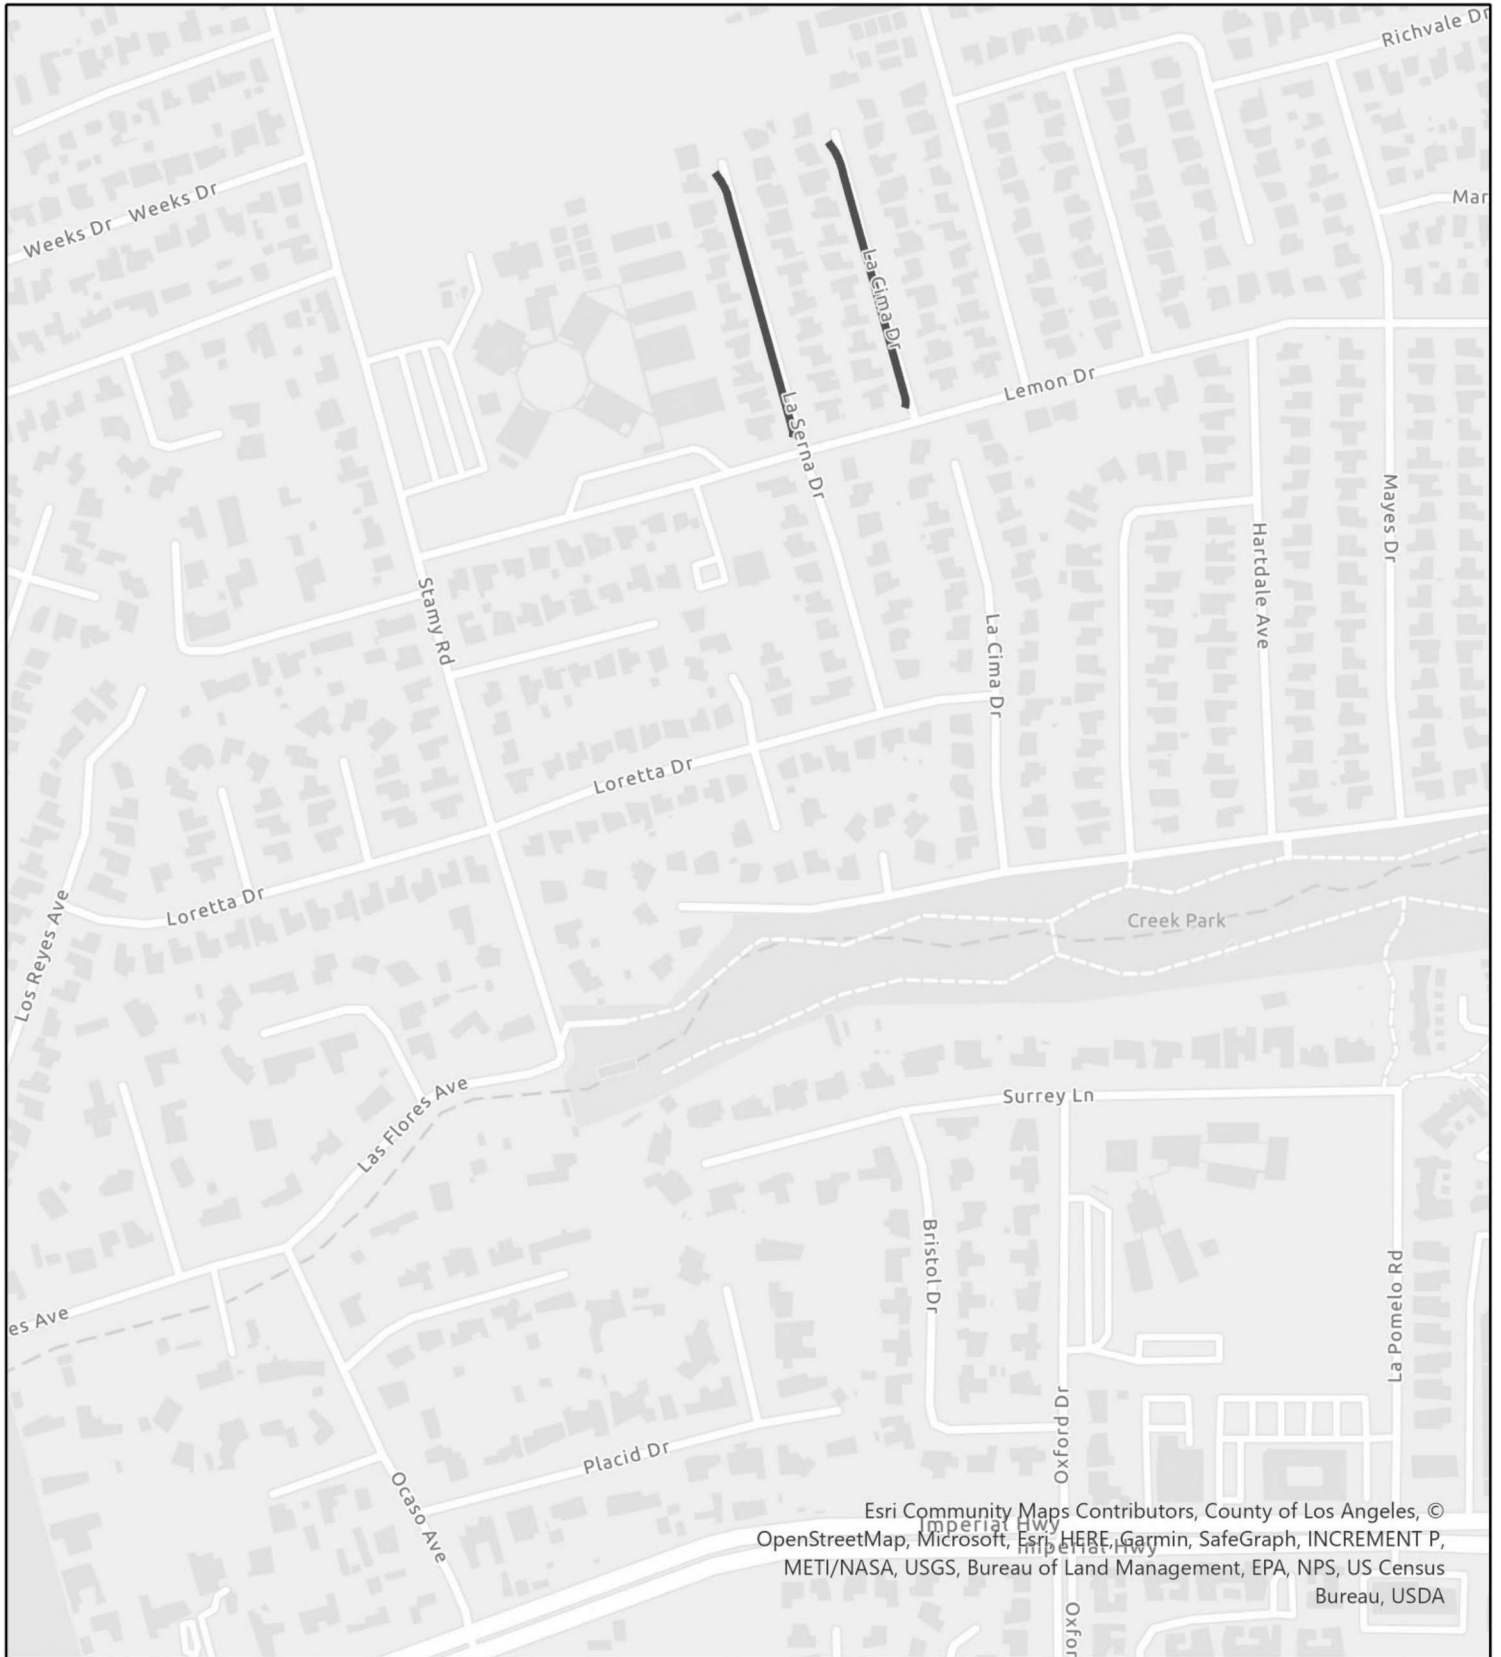 Richvale Dr
Weeks Dr
Weeks Dr
Mar
La Cima Dr
Lemon Dr
La Serna Dr
Mayes Dr
Hartdale Ave
Stamy Rd
La Cima Dr
Loretta Dr
Loretta Dr
Los Reyes Ave
Creek Park
Las Flores Ave
Surrey Ln
Bristol Dr
La Pomelo Rd
es Ave
Oxford Dr
Placid Dr
Ocaso Ave
Imperial Hwy
Imperial Hwy
Esri Community Maps Contributors, County of Los Angeles, ©
OpenStreetMap, Microsoft, Esri, HERE, Garmin, SafeGraph, INCREMENT P,
METI/NASA, USGS, Bureau of Land Management, EPA, NPS, US Census
Bureau, USDA
Oxfor